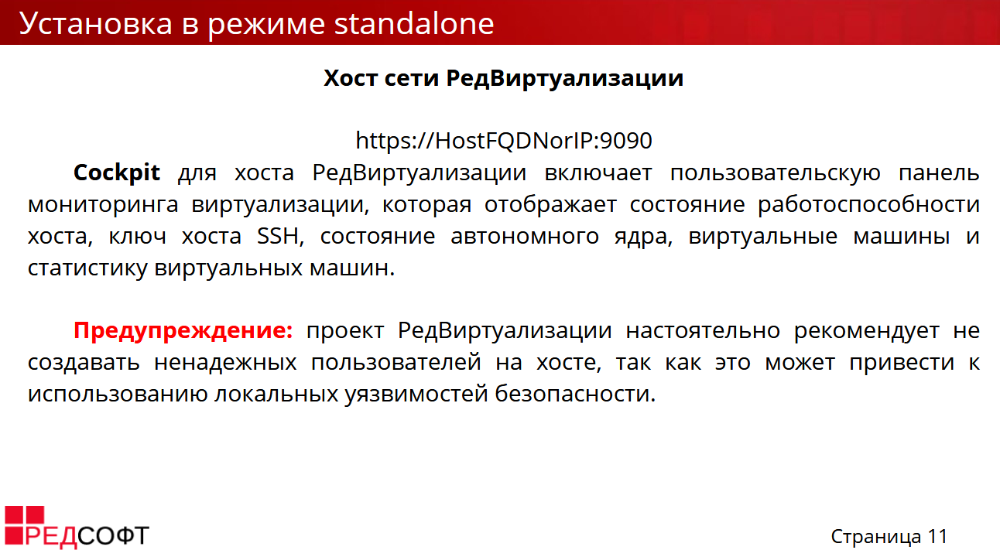 Установка в режиме standalone
Хост сети РедВиртуализации
https://HostFQDNorIP:9090
Cockpit для хоста РедВиртуализации включает пользовательскую панель
мониторинга виртуализации, которая отображает состояние работоспособности
хоста, ключ хоста SSH, состояние автономного ядра, виртуальные машины и
статистику виртуальных машин.
Предупреждение: проект РедВиртуализации настоятельно рекомендует не
создавать ненадежных пользователей на хосте, так как это может привести к
использованию локальных уязвимостей безопасности.
РЕДСОФТ
Страница 11